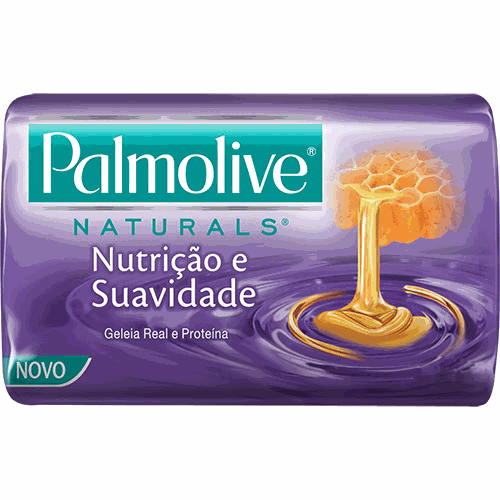 Palmolive®
NATURALS®
Nutrição e
Suavidade
Geleia Real e Proteína
NOVO